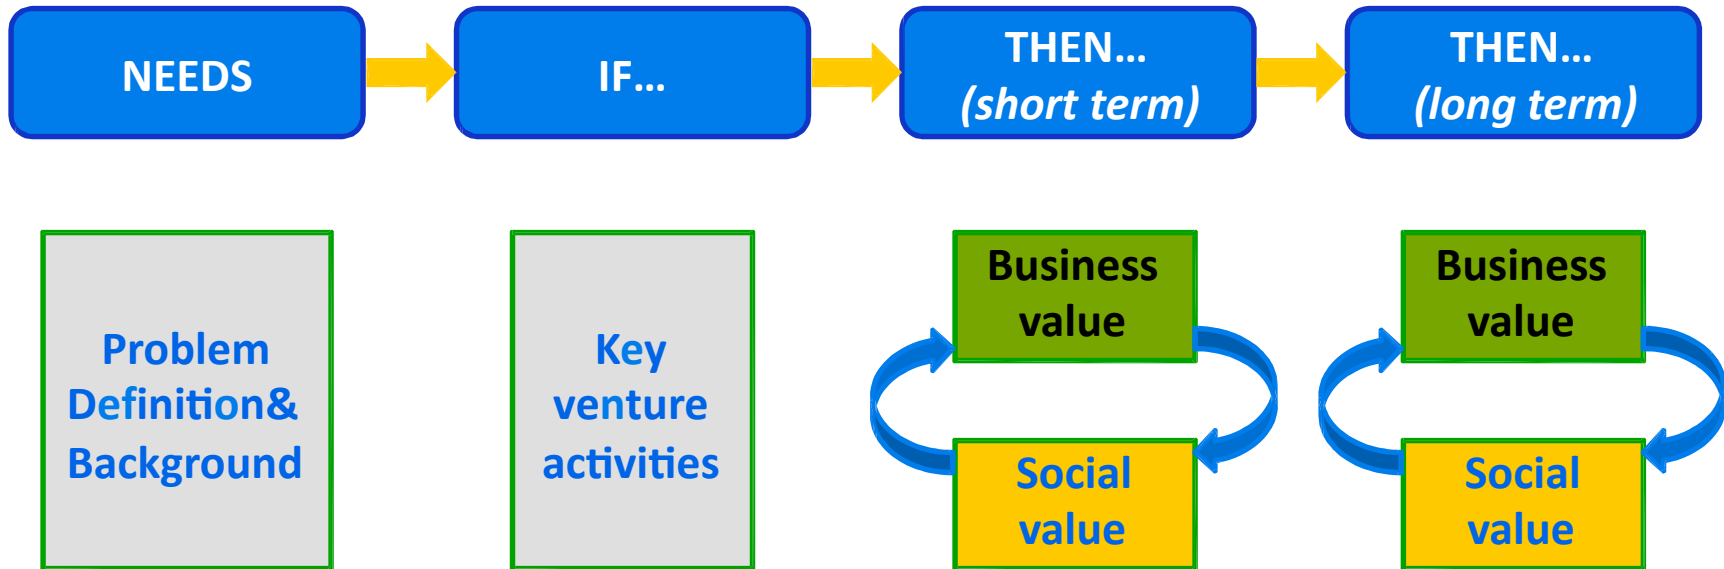 NEEDS
IF...
THEN...
(short term)
THEN...
(long term)
Problem
Definition&
Background
Key
venture
activities
Business
value
Social
value
Business
value
Social
value